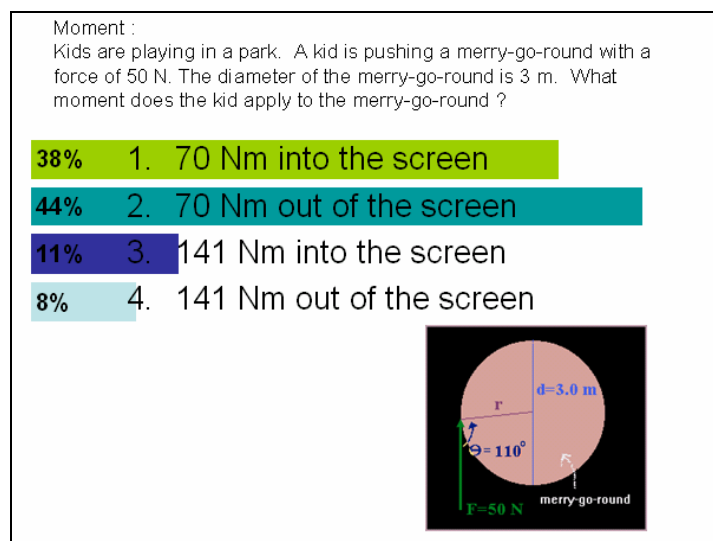 Moment :
Kids are playing in a park. A kid is pushing a merry-go-round with a
force of 50 N. The diameter of the merry-go-round is 3 m. What
moment does the kid apply to the merry-go-round ?
38% 1. 70 Nm into the screen
44% 2. 70 Nm out of the screen
11% 3. 141 Nm into the screen
8% 4. 141 Nm out of the screen
d=3.0 m
r
Θ=110°
merry-go-round
F=50 N